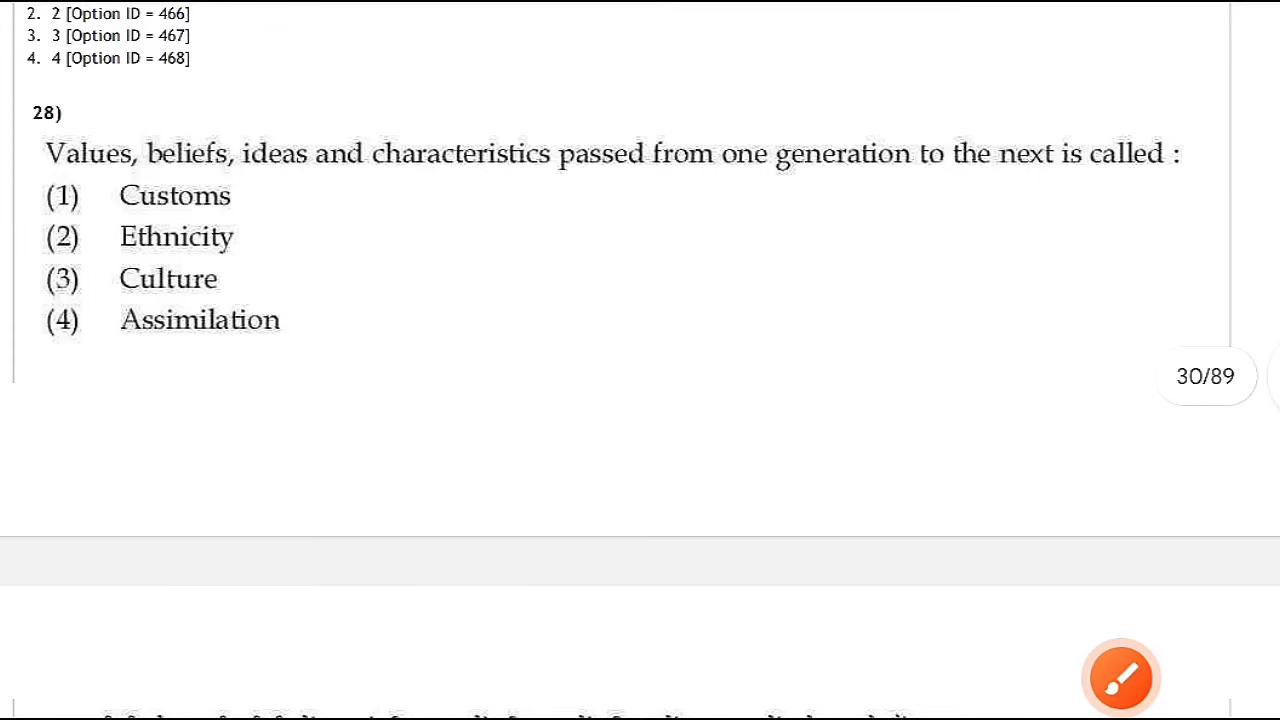 2. 2 [Option ID = 466]
3. 3 [Option ID = 467]
4. 4 [Option ID = 468]
28)
Values, beliefs, ideas and characteristics passed from one generation to the next is called :
(1) Customs
(2) Ethnicity
(3) Culture
(4) Assimilation
30/89